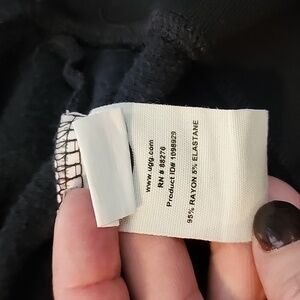 www.ugg.com
RN # 88276
Product ID# 1098929
95% RAYON 5% ELASTANE